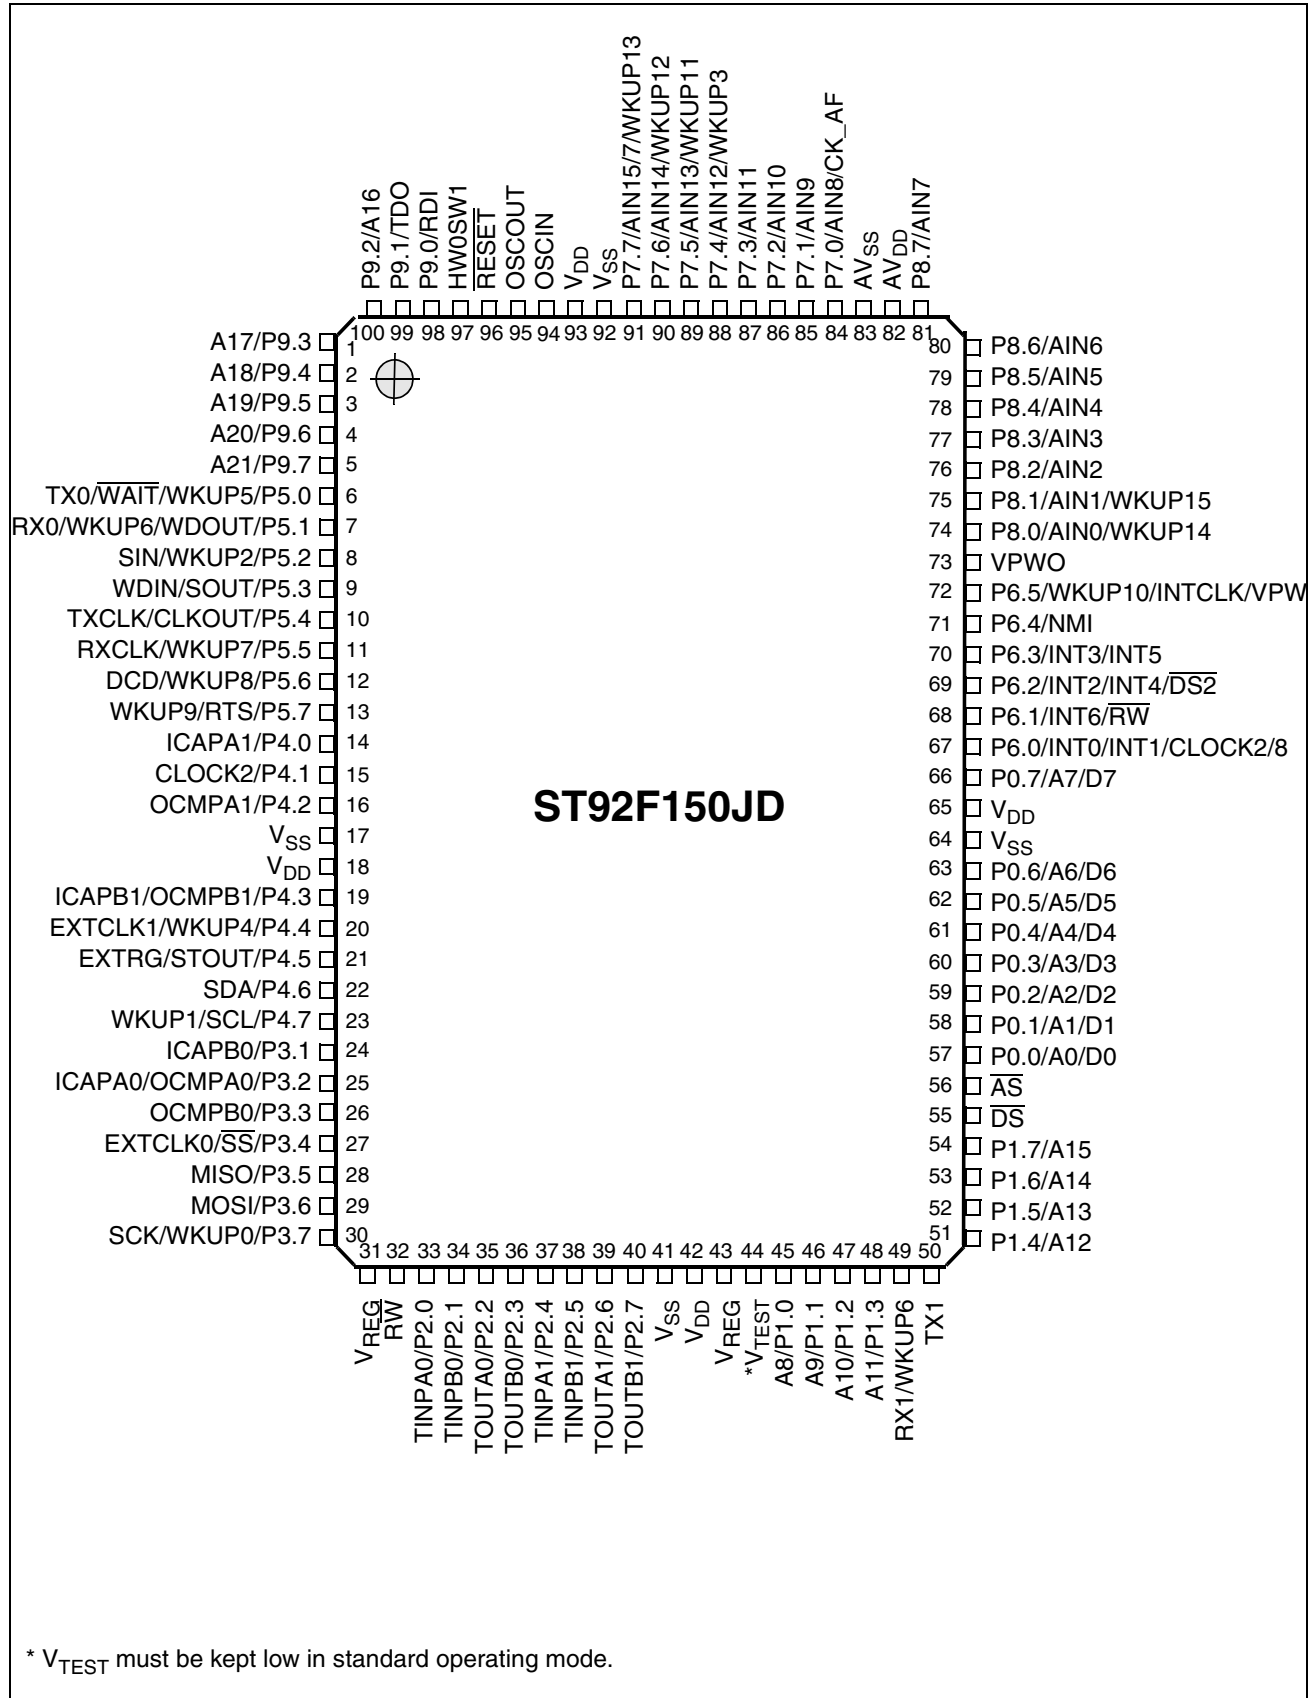 P9.2/A16
P9.1/TDO
P9.0/RDI
HW0SW1
RESET
OSCOUT
OSCIN
VDD
VSS
P7.7/AIN15/7/WKUP13
P7.6/AIN14/WKUP12
P7.5/AIN13/WKUP11
P7.4/AIN12/WKUP3
P7.3/AIN11
P7.2/AIN10
P7.1/AIN9
P7.0/AIN8/CK_AF
AVSS
AVDD
P8.7/AIN7
100 99 98 97 96 95 94 93 92 91 90 89 88 87 86 85 84 83 82 81
A17/P9.3 1
A18/P9.4 2
A19/P9.5 3
A20/P9.6 4
A21/P9.7 5
TX0/WAIT/WKUP5/P5.0 6
RX0/WKUP6/WDOUT/P5.1 7
SIN/WKUP2/P5.2 8
WDIN/SOUT/P5.3 9
TXCLK/CLKOUT/P5.4 10
RXCLK/WKUP7/P5.5 11
DCD/WKUP8/P5.6 12
WKUP9/RTS/P5.7 13
ICAPA1/P4.0 14
CLOCK2/P4.1 15
OCMPA1/P4.2 16
VSS 17
VDD 18
ICAPB1/OCMPB1/P4.3 19
EXTCLK1/WKUP4/P4.4 20
EXTRG/STOUT/P4.5 21
SDA/P4.6 22
WKUP1/SCL/P4.7 23
ICAPB0/P3.1 24
ICAPA0/OCMPA0/P3.2 25
OCMPB0/P3.3 26
EXTCLK0/SS/P3.4 27
MISO/P3.5 28
MOSI/P3.6 29
SCK/WKUP0/P3.7 30
ST92F150JD
80 P8.6/AIN6
79 P8.5/AIN5
78 P8.4/AIN4
77 P8.3/AIN3
76 P8.2/AIN2
75 P8.1/AIN1/WKUP15
74 P8.0/AIN0/WKUP14
73 VPWO
72 P6.5/WKUP10/INTCLK/VPW
71 P6.4/NMI
70 P6.3/INT3/INT5
69 P6.2/INT2/INT4/DS2
68 P6.1/INT6/RW
67 P6.0/INT0/INT1/CLOCK2/8
66 P0.7/A7/D7
65 VDD
64 VSS
63 P0.6/A6/D6
62 P0.5/A5/D5
61 P0.4/A4/D4
60 P0.3/A3/D3
59 P0.2/A2/D2
58 P0.1/A1/D1
57 P0.0/A0/D0
56 AS
55 DS
54 P1.7/A15
53 P1.6/A14
52 P1.5/A13
51 P1.4/A12
31 32 33 34 35 36 37 38 39 40 41 42 43 44 45 46 47 48 49 50
VREG
RW
TINPA0/P2.0
TINPB0/P2.1
TOUTA0/P2.2
TOUTB0/P2.3
TINPA1/P2.4
TINPB1/P2.5
TOUTA1/P2.6
TOUTB1/P2.7
VSS
VDD
VREG
*VTEST
A8/P1.0
A9/P1.1
A10/P1.2
A11/P1.3
RX1/WKUP6
TX1
* VTEST must be kept low in standard operating mode.